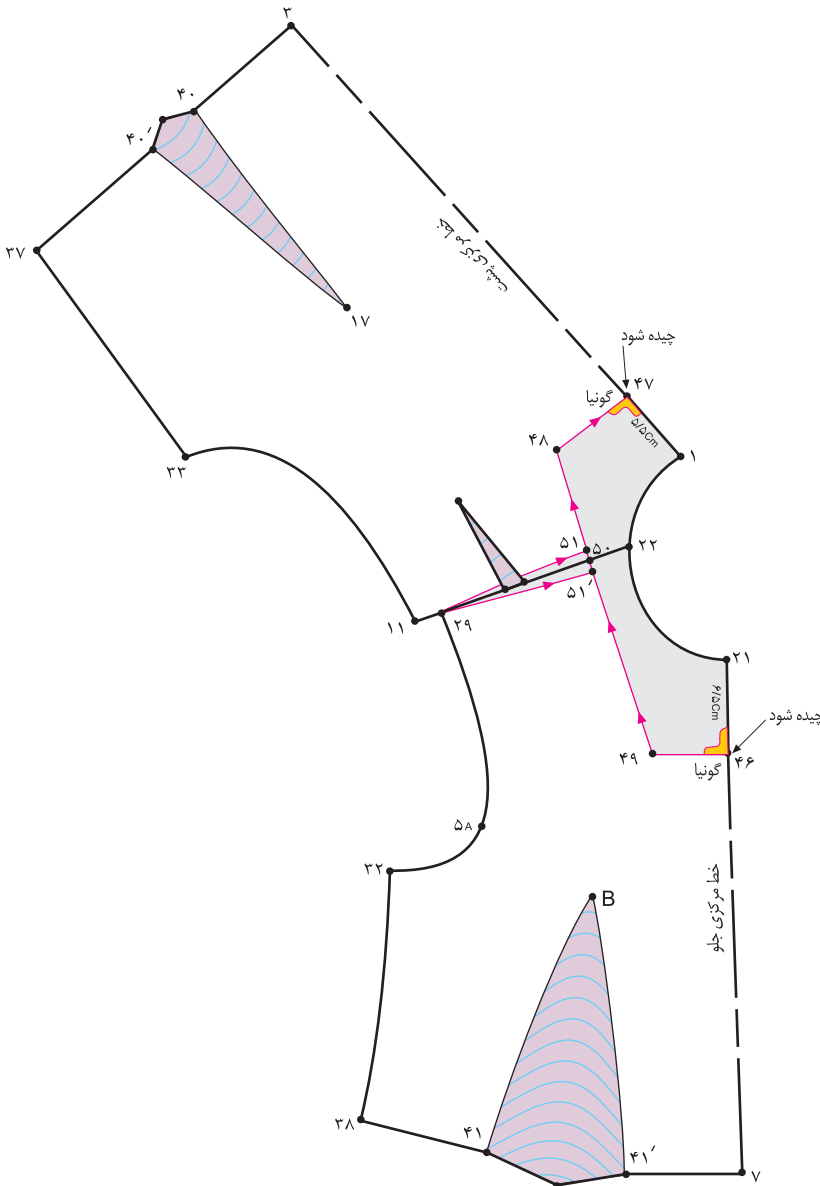 ۳
۴۰
۴۰′
۳۷
۱۷
خط مرکزی پشت
چیده شود
۴۷
گونیا
۵/۵Cm
۴۸
۱
۳۳
۵۱
۵۰
۲۲
۵۱′
۱۱
۲۹
۲۱
۶/۵Cm
چیده شود
۴۹
گونیا
۴۶
۵A
۳۲
B
خط مرکزی جلو
۳۸
۴۱
۴۱′
۷